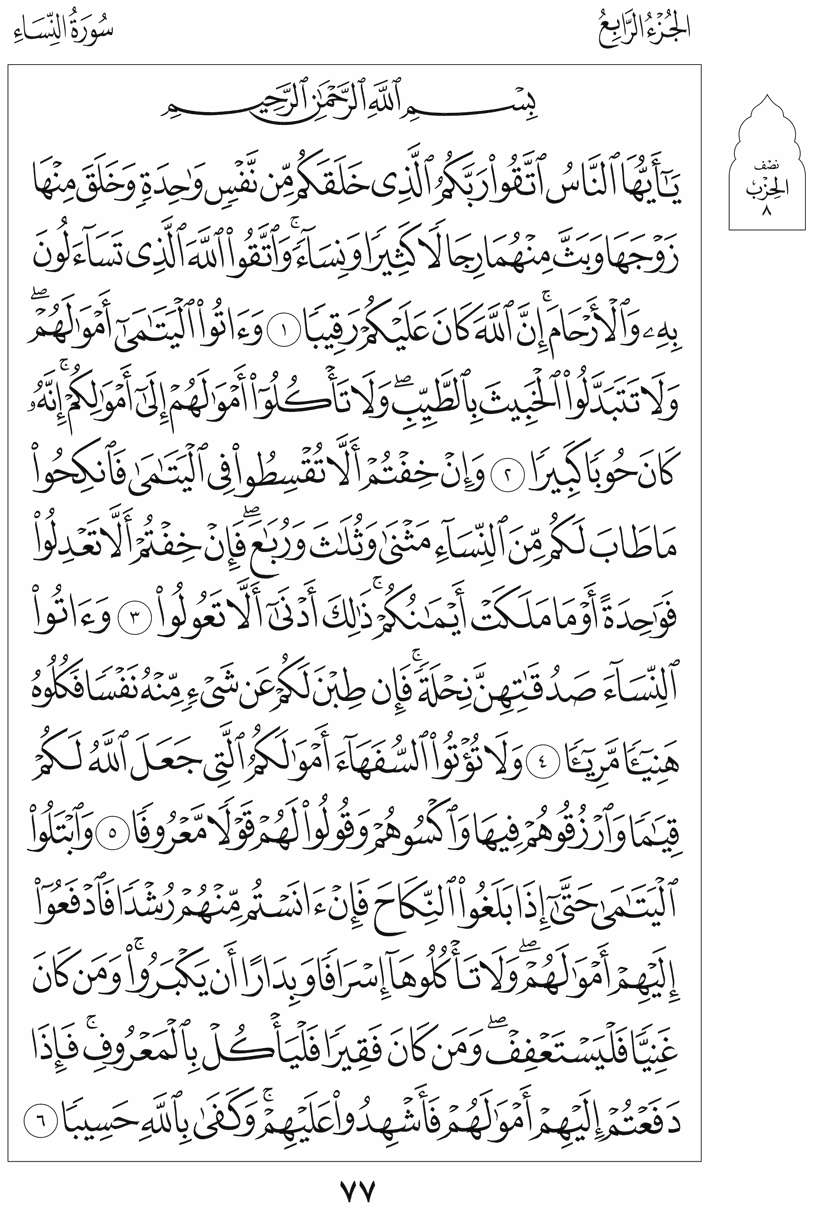 الجُزْءُ الرَّابِعُ
سُورَةُ النِّسَاءِ
نِصْف
الحِزْب
٨
بِسْمِ ٱللَّهِ ٱلرَّحْمَٰنِ ٱلرَّحِيمِ
يَٰٓأَيُّهَا ٱلنَّاسُ ٱتَّقُوا۟ رَبَّكُمُ ٱلَّذِى خَلَقَكُم مِّن نَّفْسٍ وَٰحِدَةٍ وَخَلَقَ مِنْهَا
زَوْجَهَا وَبَثَّ مِنْهُمَا رِجَالًا كَثِيرًا وَنِسَآءً ۚ وَٱتَّقُوا۟ ٱللَّهَ ٱلَّذِى تَسَآءَلُونَ
بِهِۦ وَٱلْأَرْحَامَ ۚ إِنَّ ٱللَّهَ كَانَ عَلَيْكُمْ رَقِيبًا ١ وَءَاتُوا۟ ٱلْيَتَٰمَىٰٓ أَمْوَٰلَهُمْ ۖ
وَلَا تَتَبَدَّلُوا۟ ٱلْخَبِيثَ بِٱلطَّيِّبِ ۖ وَلَا تَأْكُلُوٓا۟ أَمْوَٰلَهُمْ إِلَىٰٓ أَمْوَٰلِكُمْ ۚ إِنَّهُۥ
كَانَ حُوبًا كَبِيرًا ٢ وَإِنْ خِفْتُمْ أَلَّا تُقْسِطُوا۟ فِى ٱلْيَتَٰمَىٰ فَٱنكِحُوا۟
مَا طَابَ لَكُم مِّنَ ٱلنِّسَآءِ مَثْنَىٰ وَثُلَٰثَ وَرُبَٰعَ ۖ فَإِنْ خِفْتُمْ أَلَّا تَعْدِلُوا۟
فَوَٰحِدَةً أَوْ مَا مَلَكَتْ أَيْمَٰنُكُمْ ۚ ذَٰلِكَ أَدْنَىٰٓ أَلَّا تَعُولُوا۟ ٣ وَءَاتُوا۟
ٱلنِّسَآءَ صَدُقَٰتِهِنَّ نِحْلَةً ۚ فَإِن طِبْنَ لَكُمْ عَن شَىْءٍ مِّنْهُ نَفْسًا فَكُلُوهُ
هَنِيٓـًٔا مَّرِيٓـًٔا ٤ وَلَا تُؤْتُوا۟ ٱلسُّفَهَآءَ أَمْوَٰلَكُمُ ٱلَّتِى جَعَلَ ٱللَّهُ لَكُمْ
قِيَٰمًا وَٱرْزُقُوهُمْ فِيهَا وَٱكْسُوهُمْ وَقُولُوا۟ لَهُمْ قَوْلًا مَّعْرُوفًا ٥ وَٱبْتَلُوا۟
ٱلْيَتَٰمَىٰ حَتَّىٰٓ إِذَا بَلَغُوا۟ ٱلنِّكَاحَ فَإِنْ ءَانَسْتُم مِّنْهُمْ رُشْدًا فَٱدْفَعُوٓا۟
إِلَيْهِمْ أَمْوَٰلَهُمْ ۖ وَلَا تَأْكُلُوهَآ إِسْرَافًا وَبِدَارًا أَن يَكْبَرُوا۟ ۚ وَمَن كَانَ
غَنِيًّا فَلْيَسْتَعْفِفْ ۖ وَمَن كَانَ فَقِيرًا فَلْيَأْكُلْ بِٱلْمَعْرُوفِ ۚ فَإِذَا
دَفَعْتُمْ إِلَيْهِمْ أَمْوَٰلَهُمْ فَأَشْهِدُوا۟ عَلَيْهِمْ ۚ وَكَفَىٰ بِٱللَّهِ حَسِيبًا ٦
٧٧